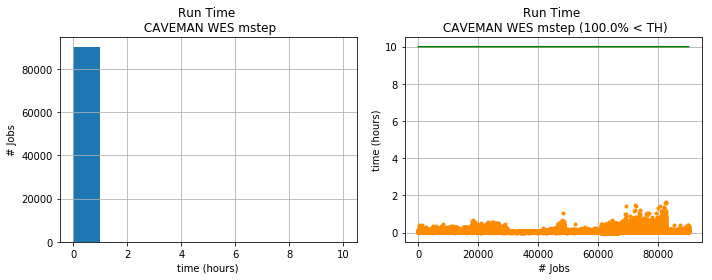 Run Time
CAVEMAN WES mstep
# Jobs
80000
60000
40000
20000
0
0 2 4 6 8 10
time (hours)
Run Time
CAVEMAN WES mstep (100.0% < TH)
time (hours)
10
8
6
4
2
0
0 20000 40000 60000 80000
# Jobs